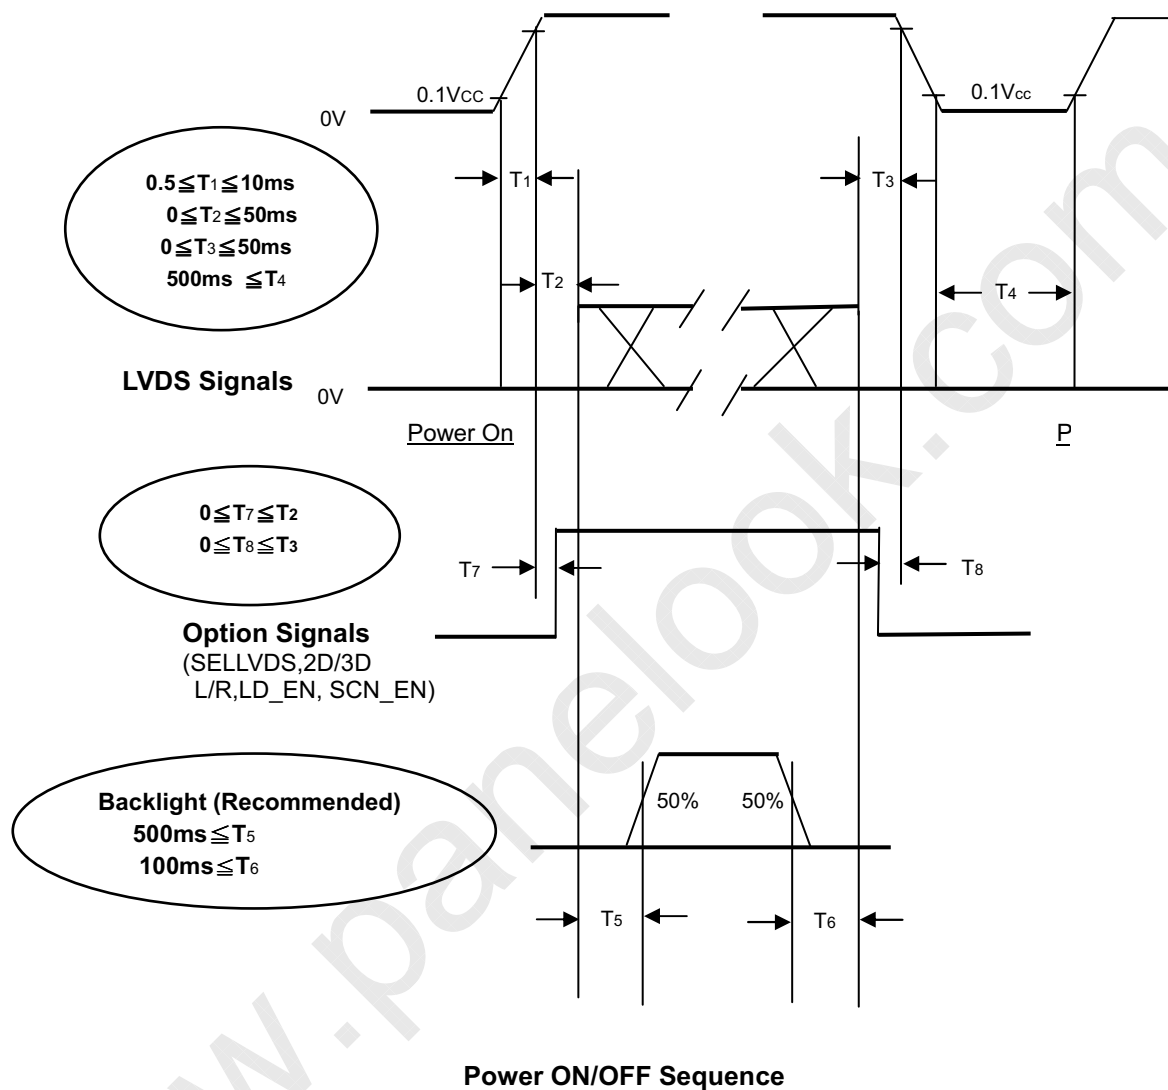 0.1VCC
0.1Vcc
0V
0.5≦T1≦10ms
0≦T2≦50ms
0≦T3≦50ms
500ms ≦T4
T1
T3
T2
T4
LVDS Signals
0V
Power On
P
0≦T7≦T2
0≦T8≦T3
T7
T8
Option Signals
(SELLVDS,2D/3D
L/R,LD_EN, SCN_EN)
Backlight (Recommended)
500ms≦T5
100ms≦T6
50%
50%
T5
T6
Power ON/OFF Sequence
w.panelook.com